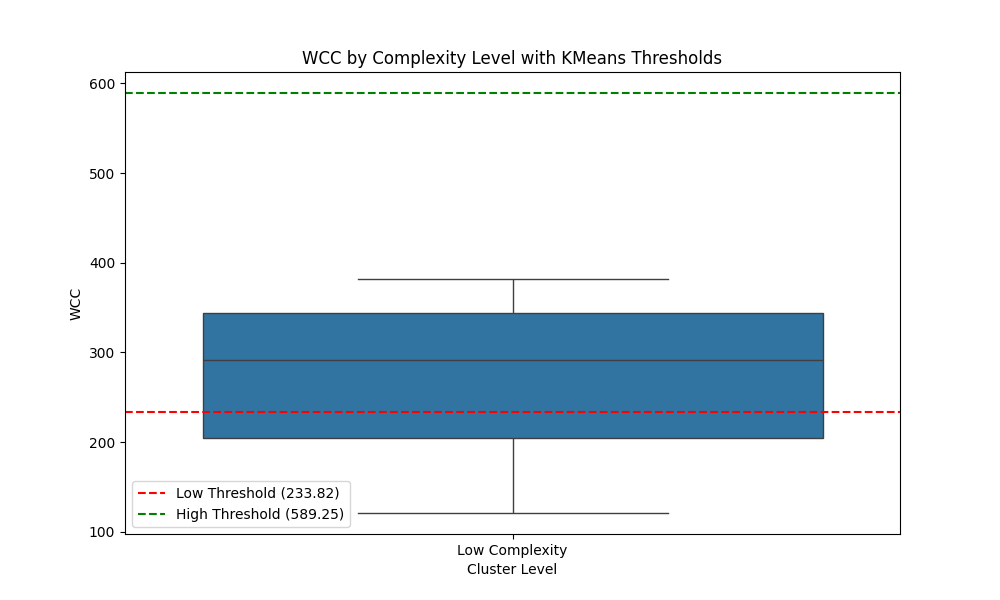 WCC by Complexity Level with KMeans Thresholds
600
500
400
300
200
100
WCC
Low Threshold (233.82)
High Threshold (589.25)
Low Complexity
Cluster Level